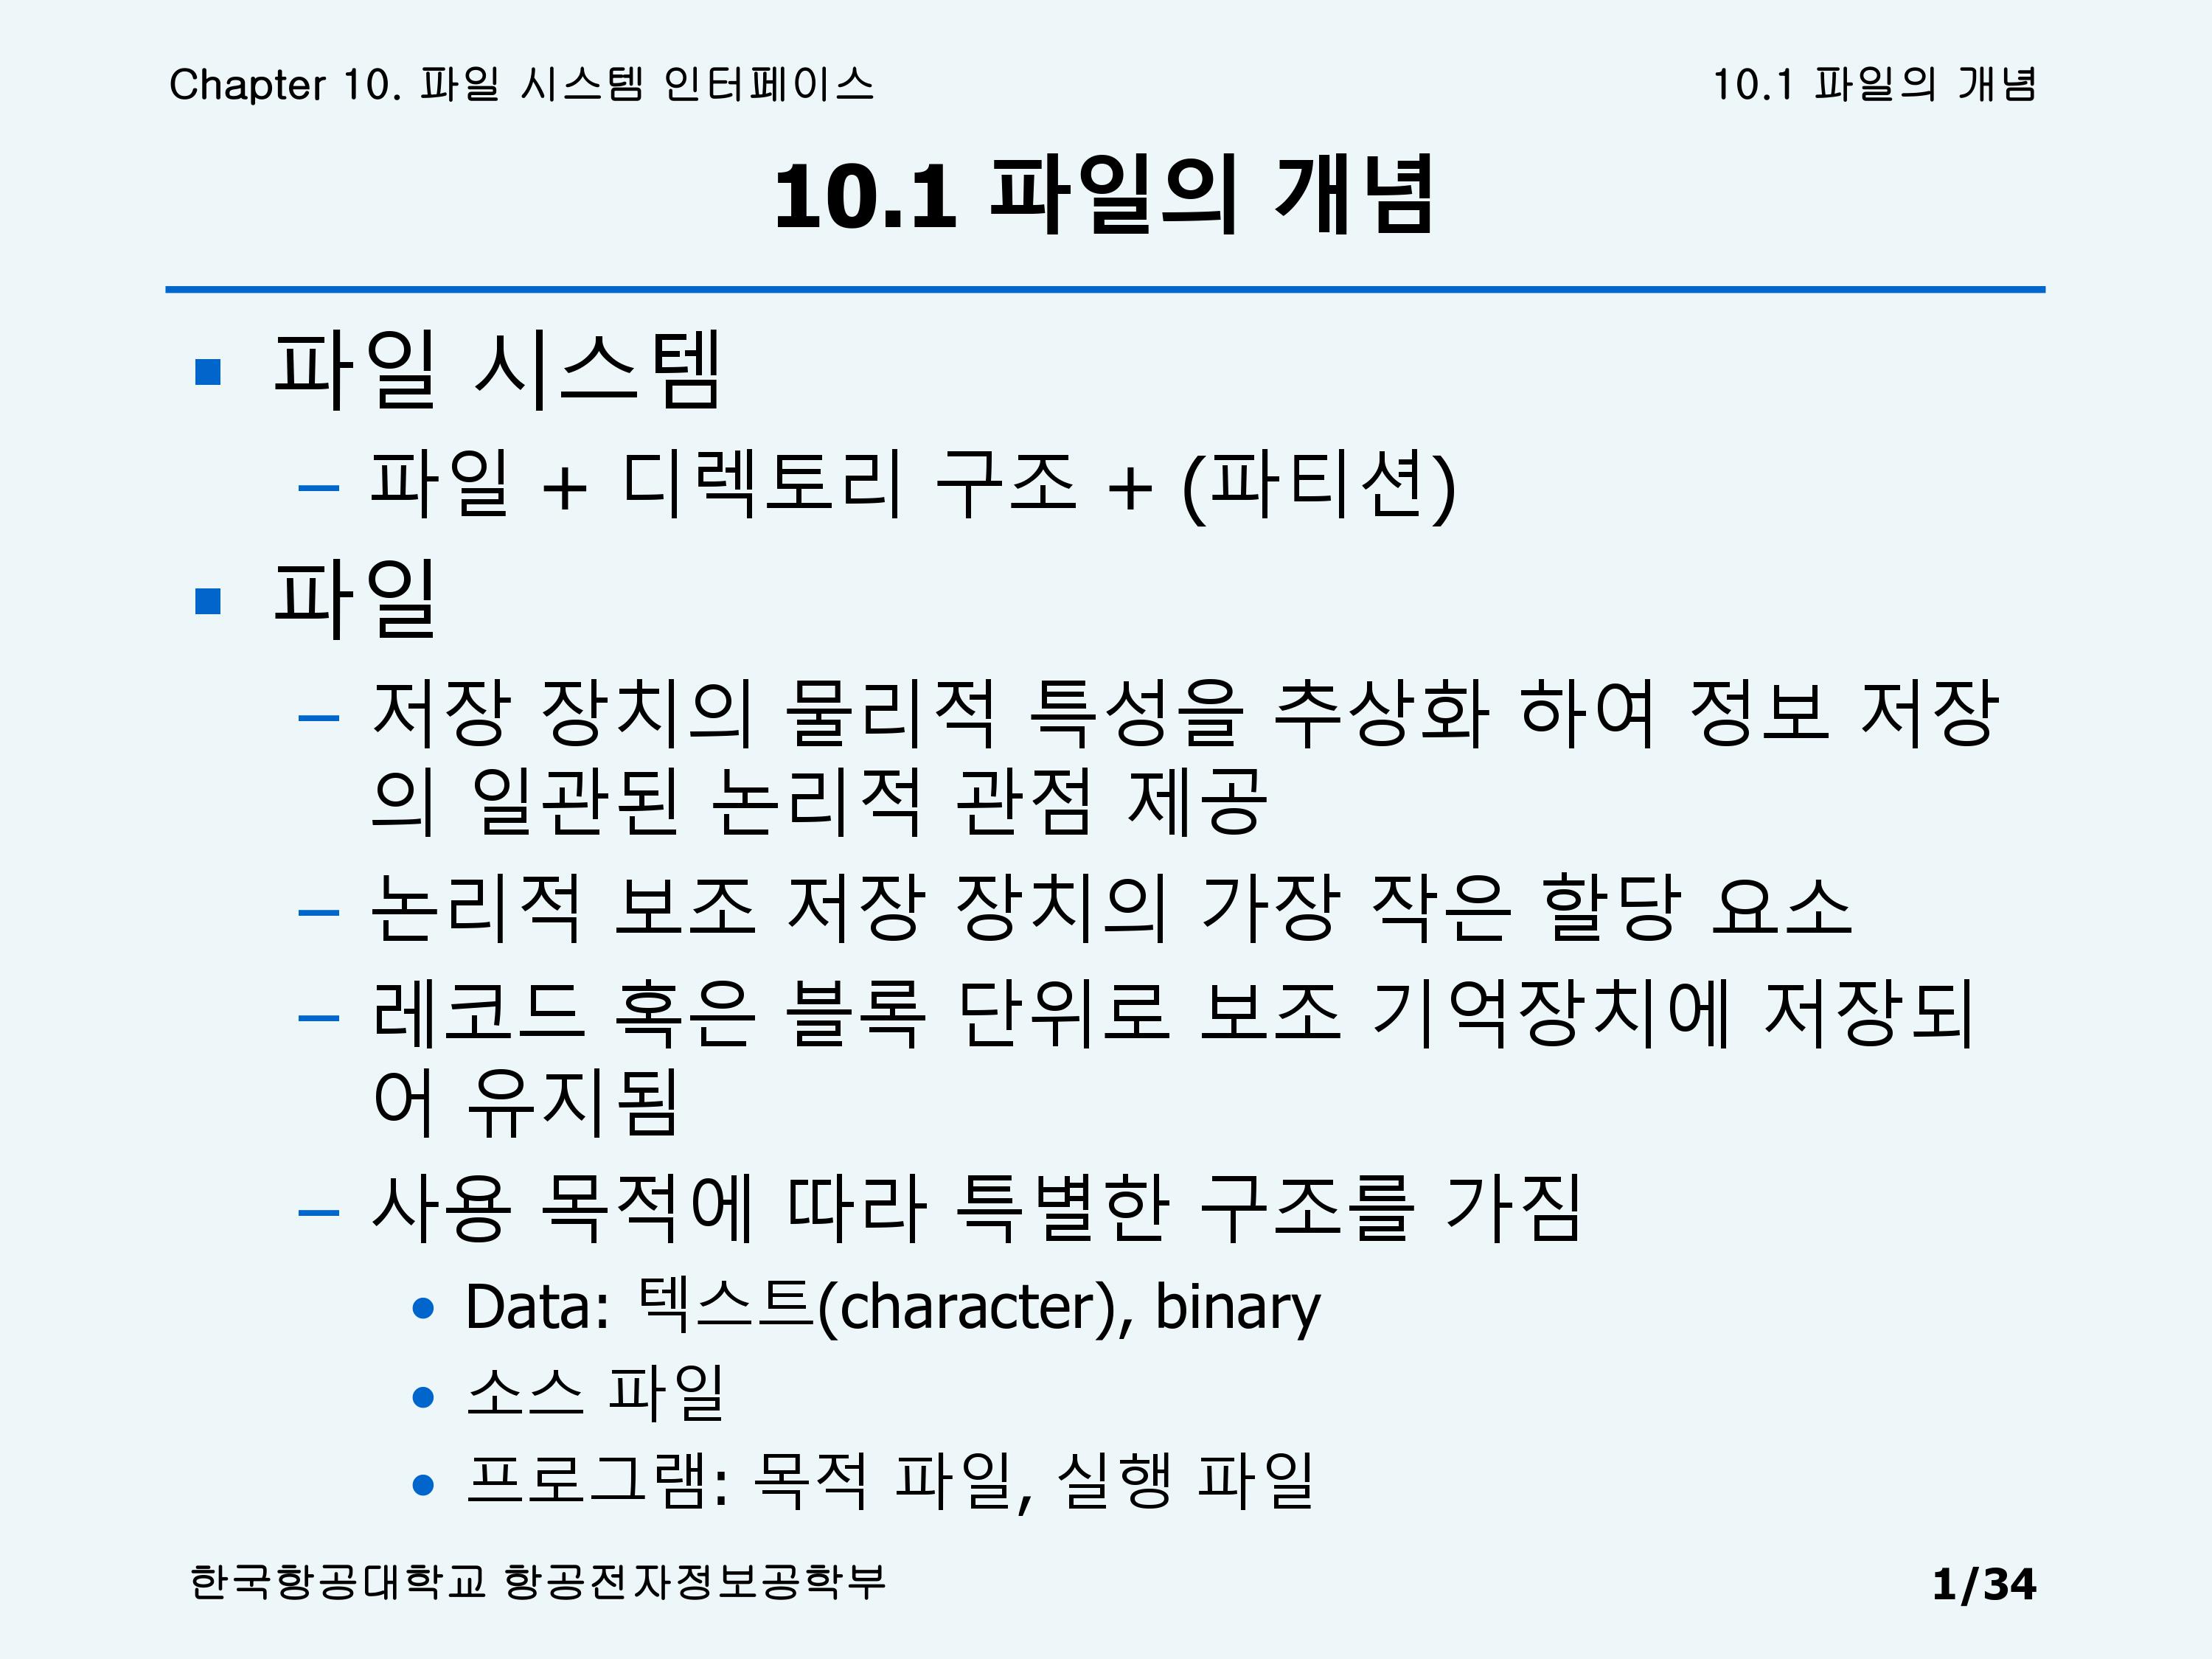 Chapter 10. 파일 시스템 인터페이스
10.1 파일의 개념
10.1 파일의 개념
▪ 파일 시스템
– 파일 + 디렉토리 구조 + (파티션)
▪ 파일
– 저장 장치의 물리적 특성을 추상화 하여 정보 저장
의 일관된 논리적 관점 제공
– 논리적 보조 저장 장치의 가장 작은 할당 요소
– 레코드 혹은 블록 단위로 보조 기억장치에 저장되
어 유지됨
– 사용 목적에 따라 특별한 구조를 가짐
• Data: 텍스트(character), binary
• 소스 파일
• 프로그램: 목적 파일, 실행 파일
한국항공대학교 항공전자정보공학부
1/34